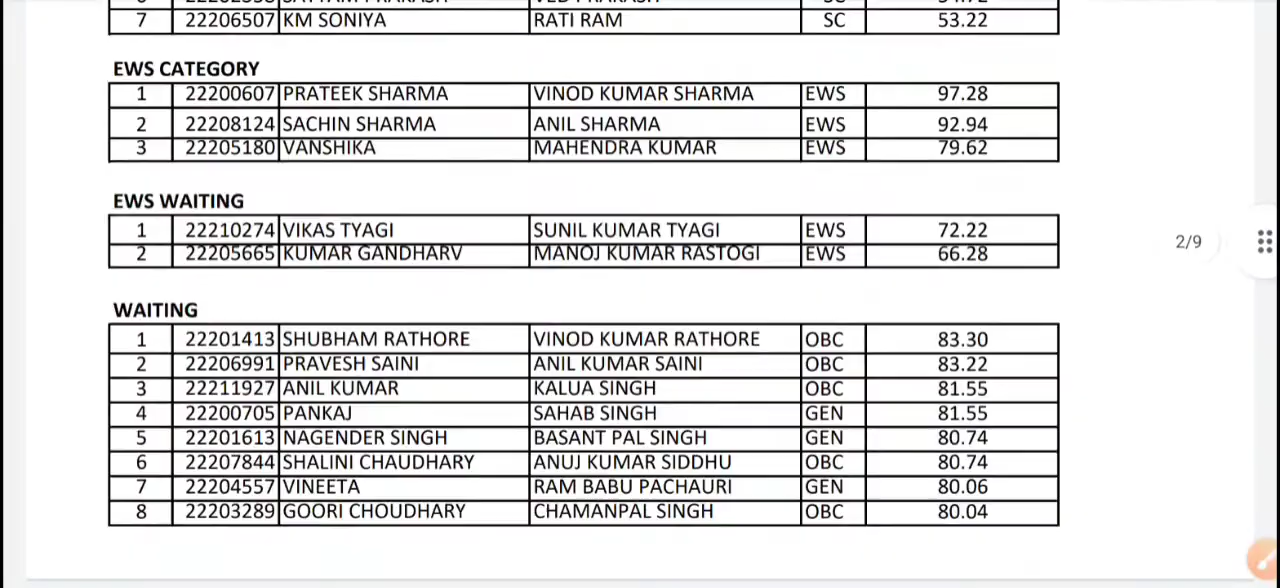 7 22206507 KM SONIYA RATI RAM SC 53.22
EWS CATEGORY
1 22200607 PRATEEK SHARMA VINOD KUMAR SHARMA EWS 97.28
2 22208124 SACHIN SHARMA ANIL SHARMA EWS 92.94
3 22205180 VANSHIKA MAHENDRA KUMAR EWS 79.62
EWS WAITING
1 22210274 VIKAS TYAGI SUNIL KUMAR TYAGI EWS 72.22
2 22205665 KUMAR GANDHARV MANOJ KUMAR RASTOGI EWS 66.28
2/9
WAITING
1 22201413 SHUBHAM RATHORE VINOD KUMAR RATHORE OBC 83.30
2 22206991 PRAVESH SAINI ANIL KUMAR SAINI OBC 83.22
3 22211927 ANIL KUMAR KALUA SINGH OBC 81.55
4 22200705 PANKAJ SAHAB SINGH GEN 81.55
5 22201613 NAGENDER SINGH BASANT PAL SINGH GEN 80.74
6 22207844 SHALINI CHAUDHARY ANUJ KUMAR SIDDHU OBC 80.74
7 22204557 VINEETA RAM BABU PACHAURI GEN 80.06
8 22203289 GOORI CHOUDHARY CHAMANPAL SINGH OBC 80.04